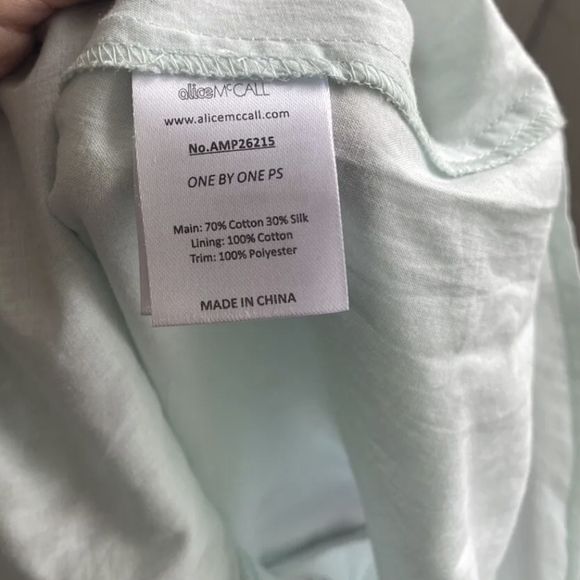 aliceMcCALL
www.alicemccall.com
No.AMP26215
ONE BY ONE PS
Main: 70% Cotton 30% Silk
Lining: 100% Cotton
Trim: 100% Polyester
MADE IN CHINA